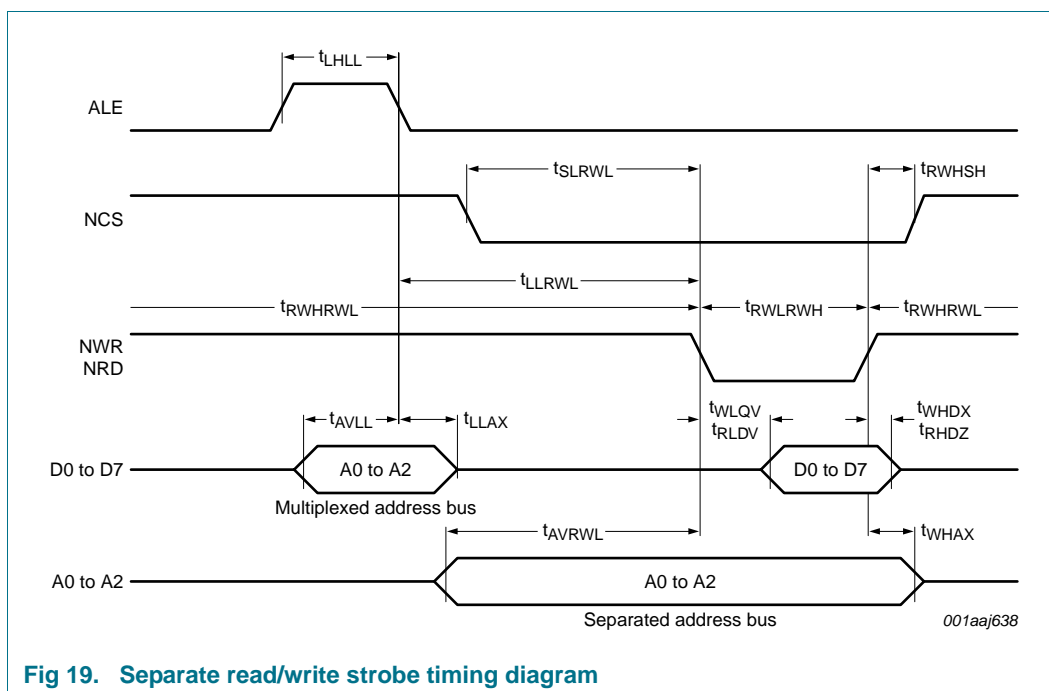 tLHLL
ALE
tSLRWL
tRWHSH
NCS
tLLRWL
tRWHRWL
tRWLRWH
tRWHRWL
NWR
NRD
tAVLL
tLLAX
tWLQV
tRLDV
tWHDX
tRHDZ
D0 to D7
A0 to A2
D0 to D7
Multiplexed address bus
tAVRWL
tWHAX
A0 to A2
A0 to A2
Separated address bus
001aaj638
Fig 19. Separate read/write strobe timing diagram